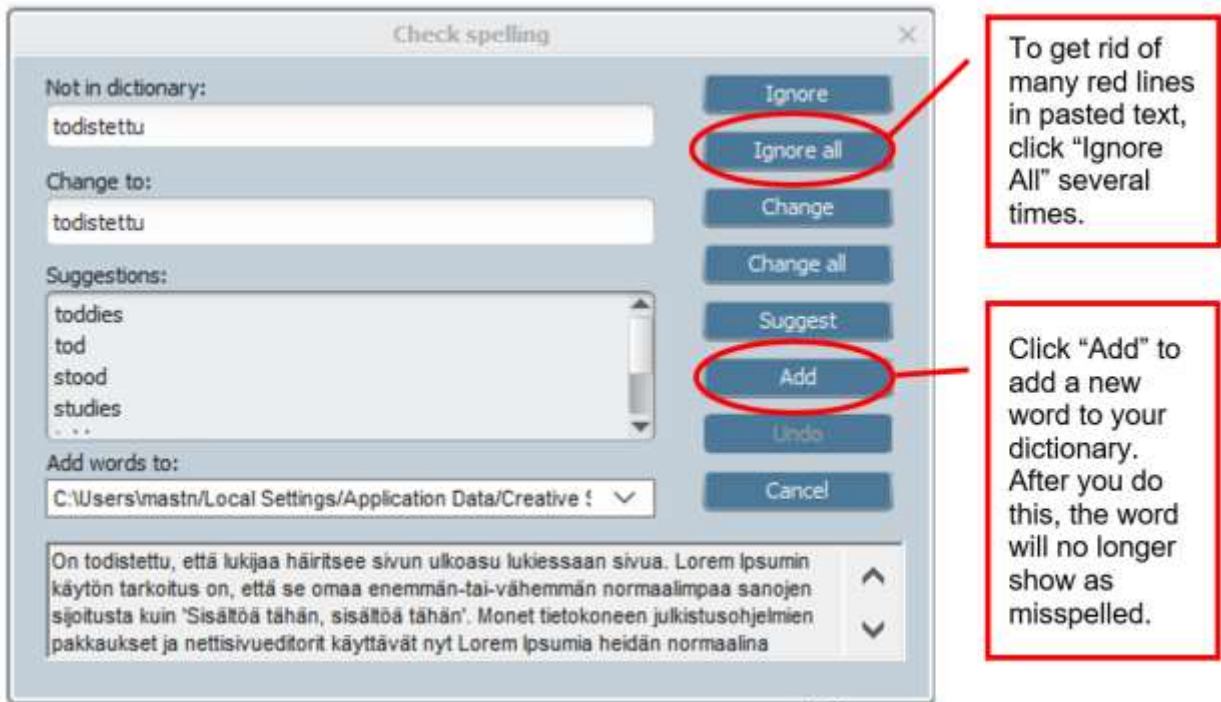 Check spelling
Not in dictionary:
todistettu
Change to:
todistettu
Suggestions:
toddies
tod
stood
studies
Add words to:
C:\Users\mastn/Local Settings/Application Data/Creative
On todistettu, että lukijaa häiritsee sivun ulkoasu lukiessaan sivua. Lorem Ipsumin
käytön tarkoitus on, että se omaa enemmän-tai-vähemmän normaalimpaa sanojen
sijoitusta kuin 'Sisältöä tähän, sisältöä tähän'. Monet tietokoneen julkistusohjelmien
pakkaukset ja nettisivueditorit käyttävät nyt Lorem Ipsumia heidän normaalina
Ignore
Ignore all
Change
Change all
Suggest
Add
Undo
Cancel
To get rid of
many red lines
in pasted text,
click “Ignore
All” several
times.
Click “Add” to
add a new
word to your
dictionary.
After you do
this, the word
will no longer
show as
misspelled.